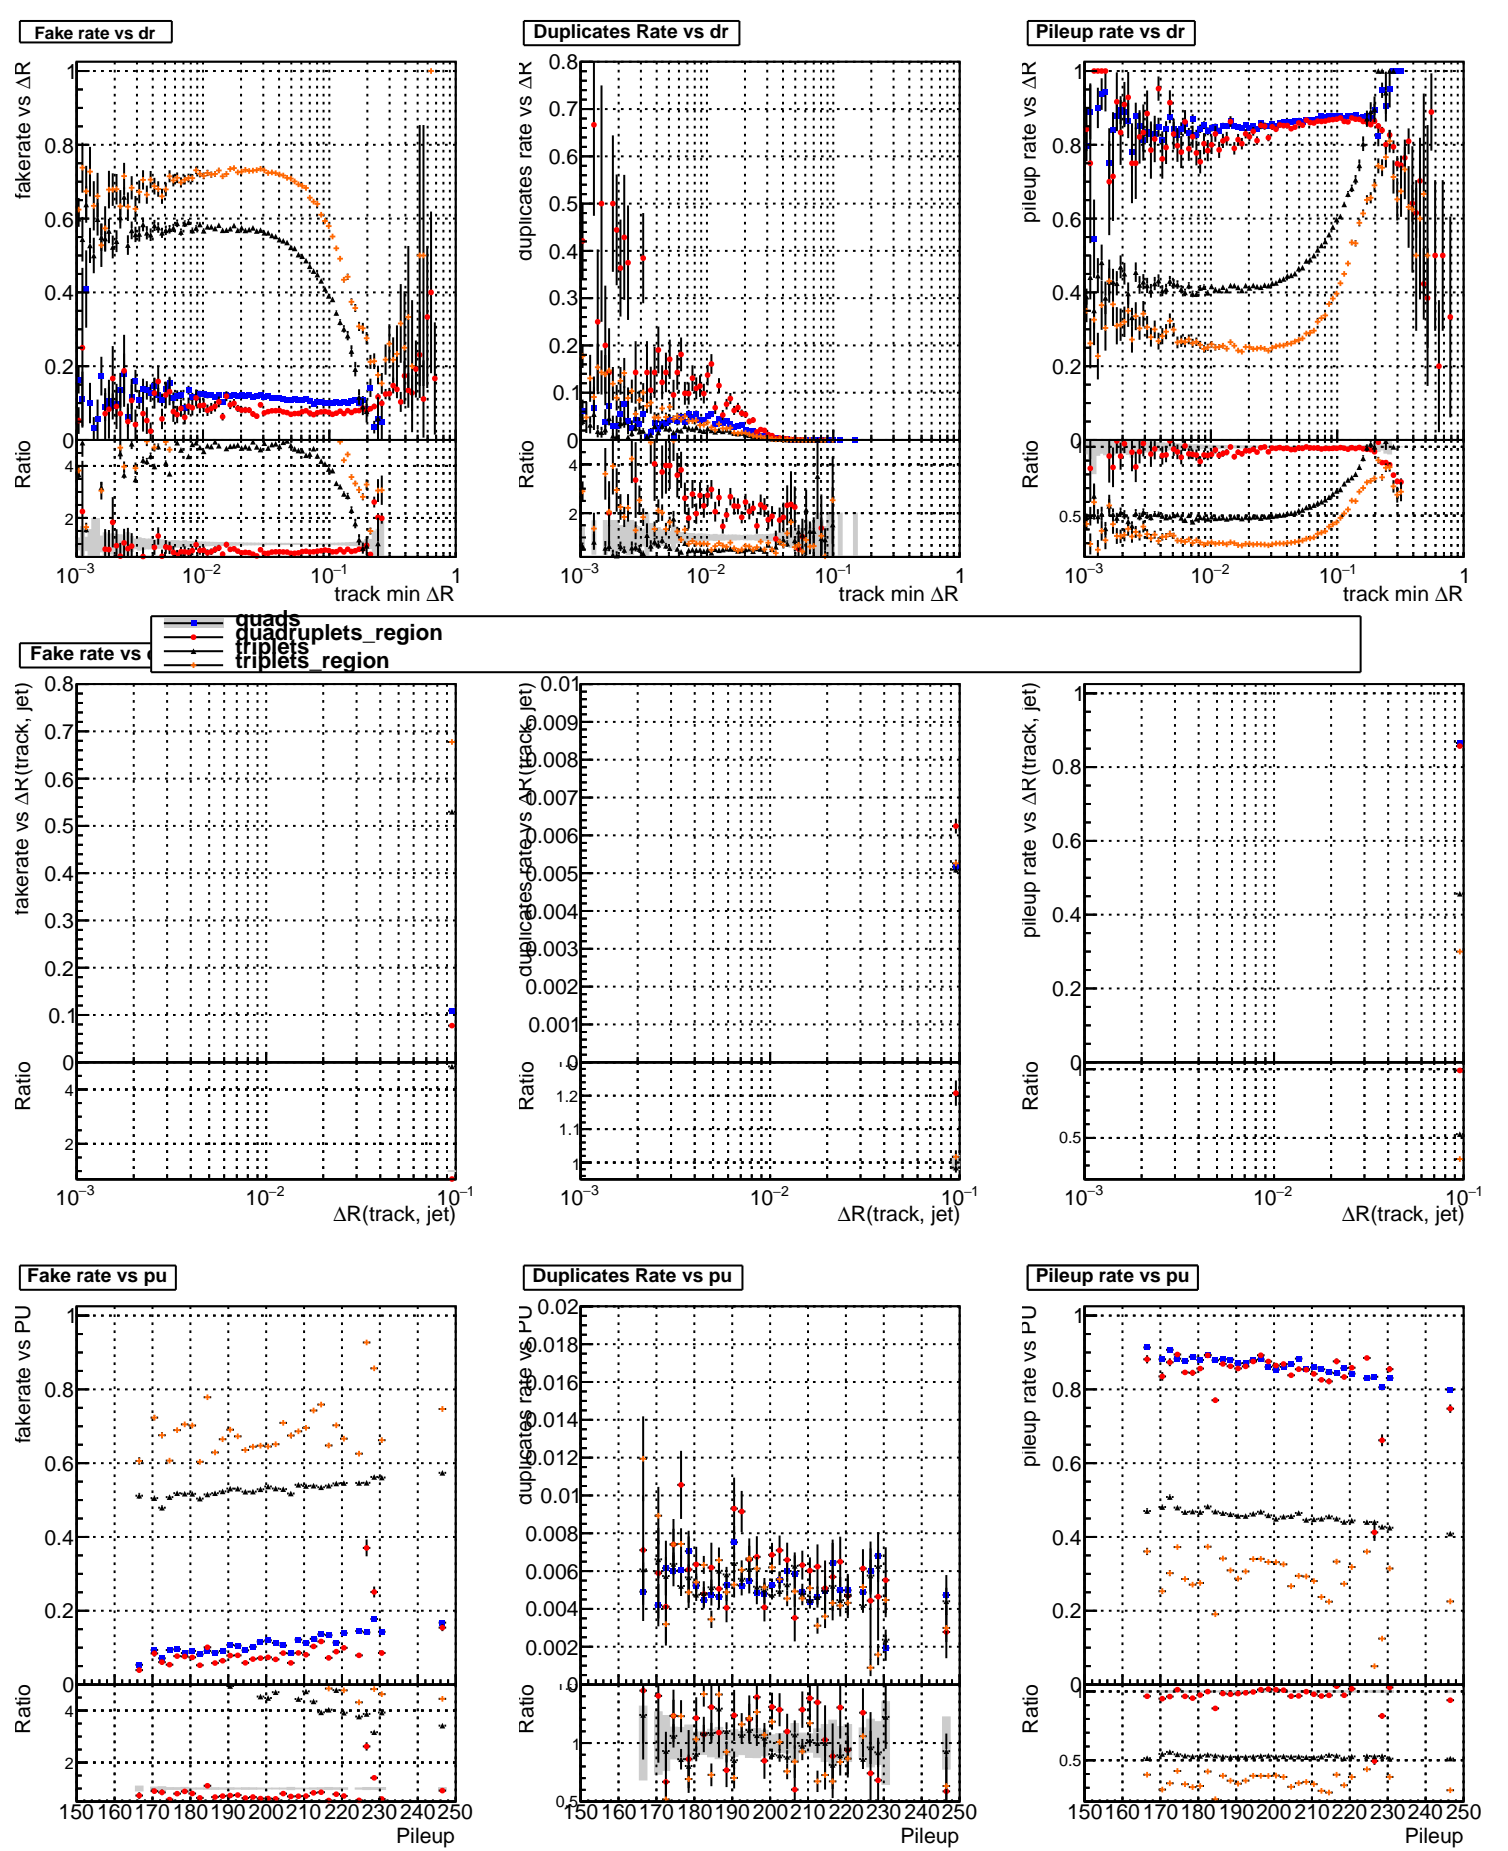 Fake rate vs dr
Duplicates Rate vs dr
Pileup rate vs dr
fakerate vs ΔR
1
0.8
0.6
0.4
0.2
0
Ratio
4
2
10−3
10−2
10−1
1
track min ΔR
duplicates rate vs ΔR
0.8
0.7
0.6
0.5
0.4
0.3
0.2
0.1
0
Ratio
4
2
10−3
10−2
10−1
1
track min ΔR
pileup rate vs ΔR
1
0.8
0.6
0.4
0.2
0
Ratio
0.5
10−3
10−2
10−1
1
track min ΔR
quads
quadruplets_region
triplets
triplets_region
Fake rate vs
fakerate vs ΔR(track, jet)
0.8
0.7
0.6
0.5
0.4
0.3
0.2
0.1
0
Ratio
4
2
10−3
10−2
10−1
ΔR(track, jet)
duplicates rate vs ΔR(track, jet)
0.01
0.009
0.008
0.007
0.006
0.005
0.004
0.003
0.002
0.001
0
Ratio
1.2
1.1
1
10−3
10−2
10−1
ΔR(track, jet)
pileup rate vs ΔR(track, jet)
1
0.8
0.6
0.4
0.2
0
Ratio
1
0.5
10−3
10−2
10−1
ΔR(track, jet)
Fake rate vs pu
Duplicates Rate vs pu
Pileup rate vs pu
fakerate vs PU
1
0.8
0.6
0.4
0.2
0
Ratio
4
2
150 160 170 180 190 200 210 220 230 240 250
Pileup
duplicates rate vs PU
0.02
0.018
0.016
0.014
0.012
0.01
0.008
0.006
0.004
0.002
0
Ratio
1
0.5
150 160 170 180 190 200 210 220 230 240 250
Pileup
pileup rate vs PU
1
0.8
0.6
0.4
0.2
0
Ratio
0.5
150 160 170 180 190 200 210 220 230 240 250
Pileup